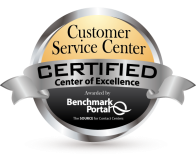 Customer
Service Center
CERTIFIED
Center of Excellence
Awarded by
Benchmark
Portal
The SOURCE for Contact Centers